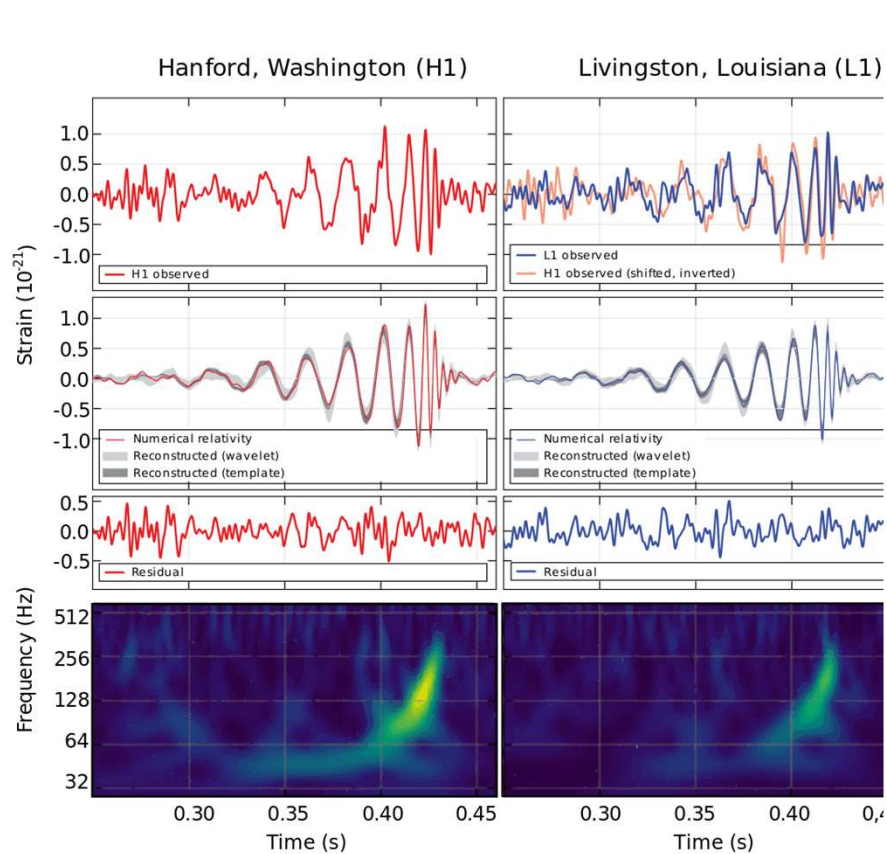 Hanford, Washington (H1)
Livingston, Louisiana (L1)
Strain (10⁻²¹)
1.0
0.5
0.0
-0.5
-1.0
H1 observed
L1 observed
H1 observed (shifted, inverted)
1.0
0.5
0.0
-0.5
-1.0
Numerical relativity
Reconstructed (wavelet)
Reconstructed (template)
Numerical relativity
Reconstructed (wavelet)
Reconstructed (template)
0.5
0.0
-0.5
Residual
Residual
Frequency (Hz)
512
256
128
64
32
0.30 0.35 0.40 0.45
0.30 0.40
Time (s)
Time (s)